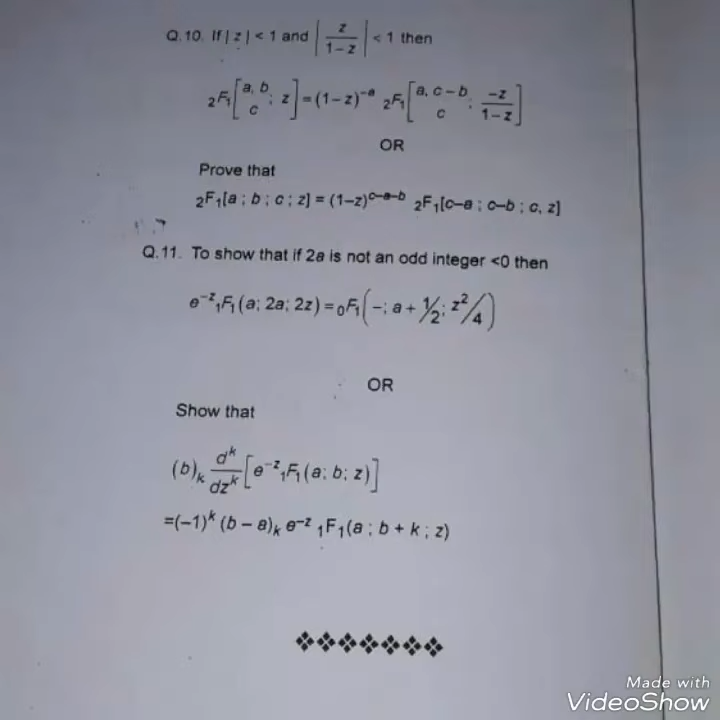 Q.10. If | z | < 1 and | z/1−z | < 1 then
₂F₁[a, b; c; z] = (1−z)⁻ᵃ ₂F₁[a, c−b; c; −z/1−z]
OR
Prove that
₂F₁[a ; b ; c ; z] = (1−z)ᶜ⁻ᵃ⁻ᵇ ₂F₁[c−a ; c−b ; c, z]
Q.11. To show that if 2a is not an odd integer <0 then
e⁻ᶻ ₁F₁(a; 2a; 2z) = ₀F₁(−; a + 1/2; z²/4)
OR
Show that
(b)ₖ dᵏ/dzᵏ [e⁻ᶻ ₁F₁(a; b; z)]
=(−1)ᵏ (b − a)ₖ e⁻ᶻ ₁F₁(a ; b + k ; z)
Made with
VideoShow